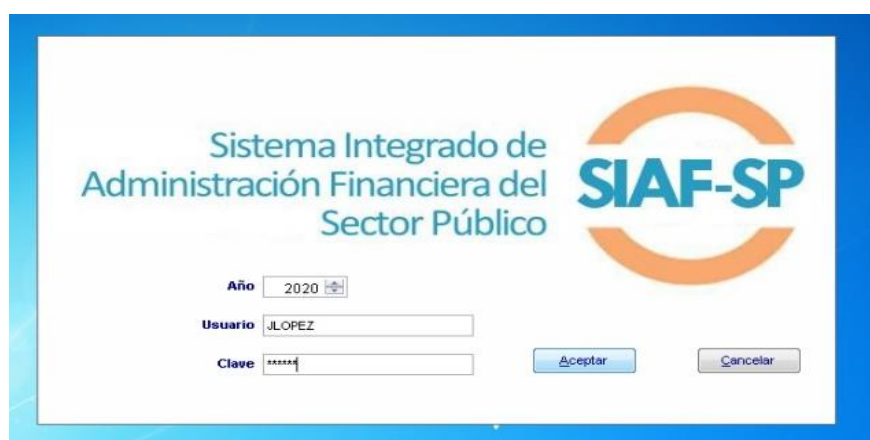 Sistema Integrado de
Administración Financiera del
Sector Público
SIAF-SP
Año 2020
Usuario JLOPEZ
Clave ******
Aceptar Cancelar